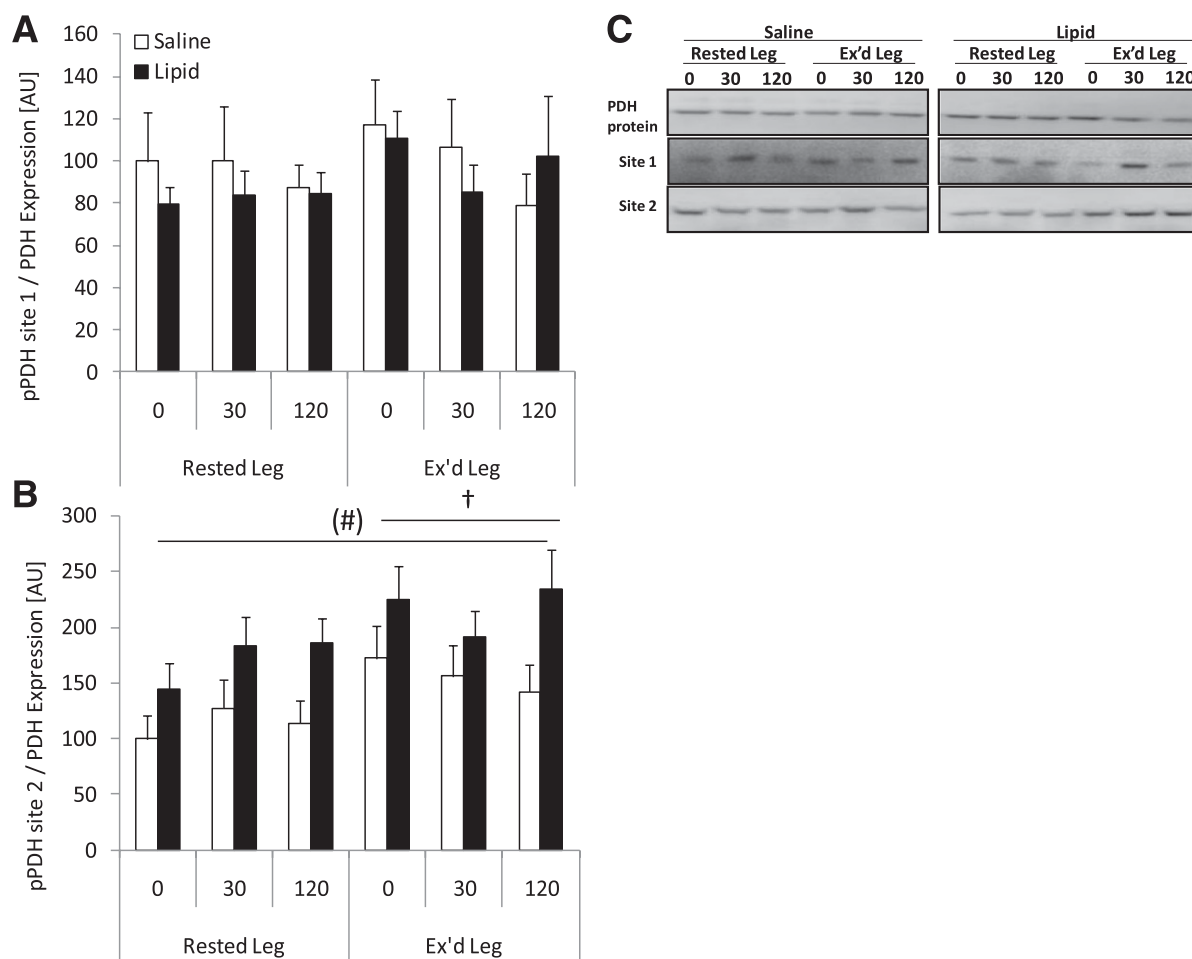 A
pPDH site 1 / PDH Expression [AU]
160
140
120
100
80
60
40
20
0
Saline
Lipid
0 30 120 0 30 120
Rested Leg Ex'd Leg
B
pPDH site 2 / PDH Expression [AU]
300
250
200
150
100
50
0
†
(#)
0 30 120 0 30 120
Rested Leg Ex'd Leg
C
Saline Lipid
Rested Leg Ex'd Leg Rested Leg Ex'd Leg
0 30 120 0 30 120 0 30 120 0 30 120
PDH
protein
Site 1
Site 2